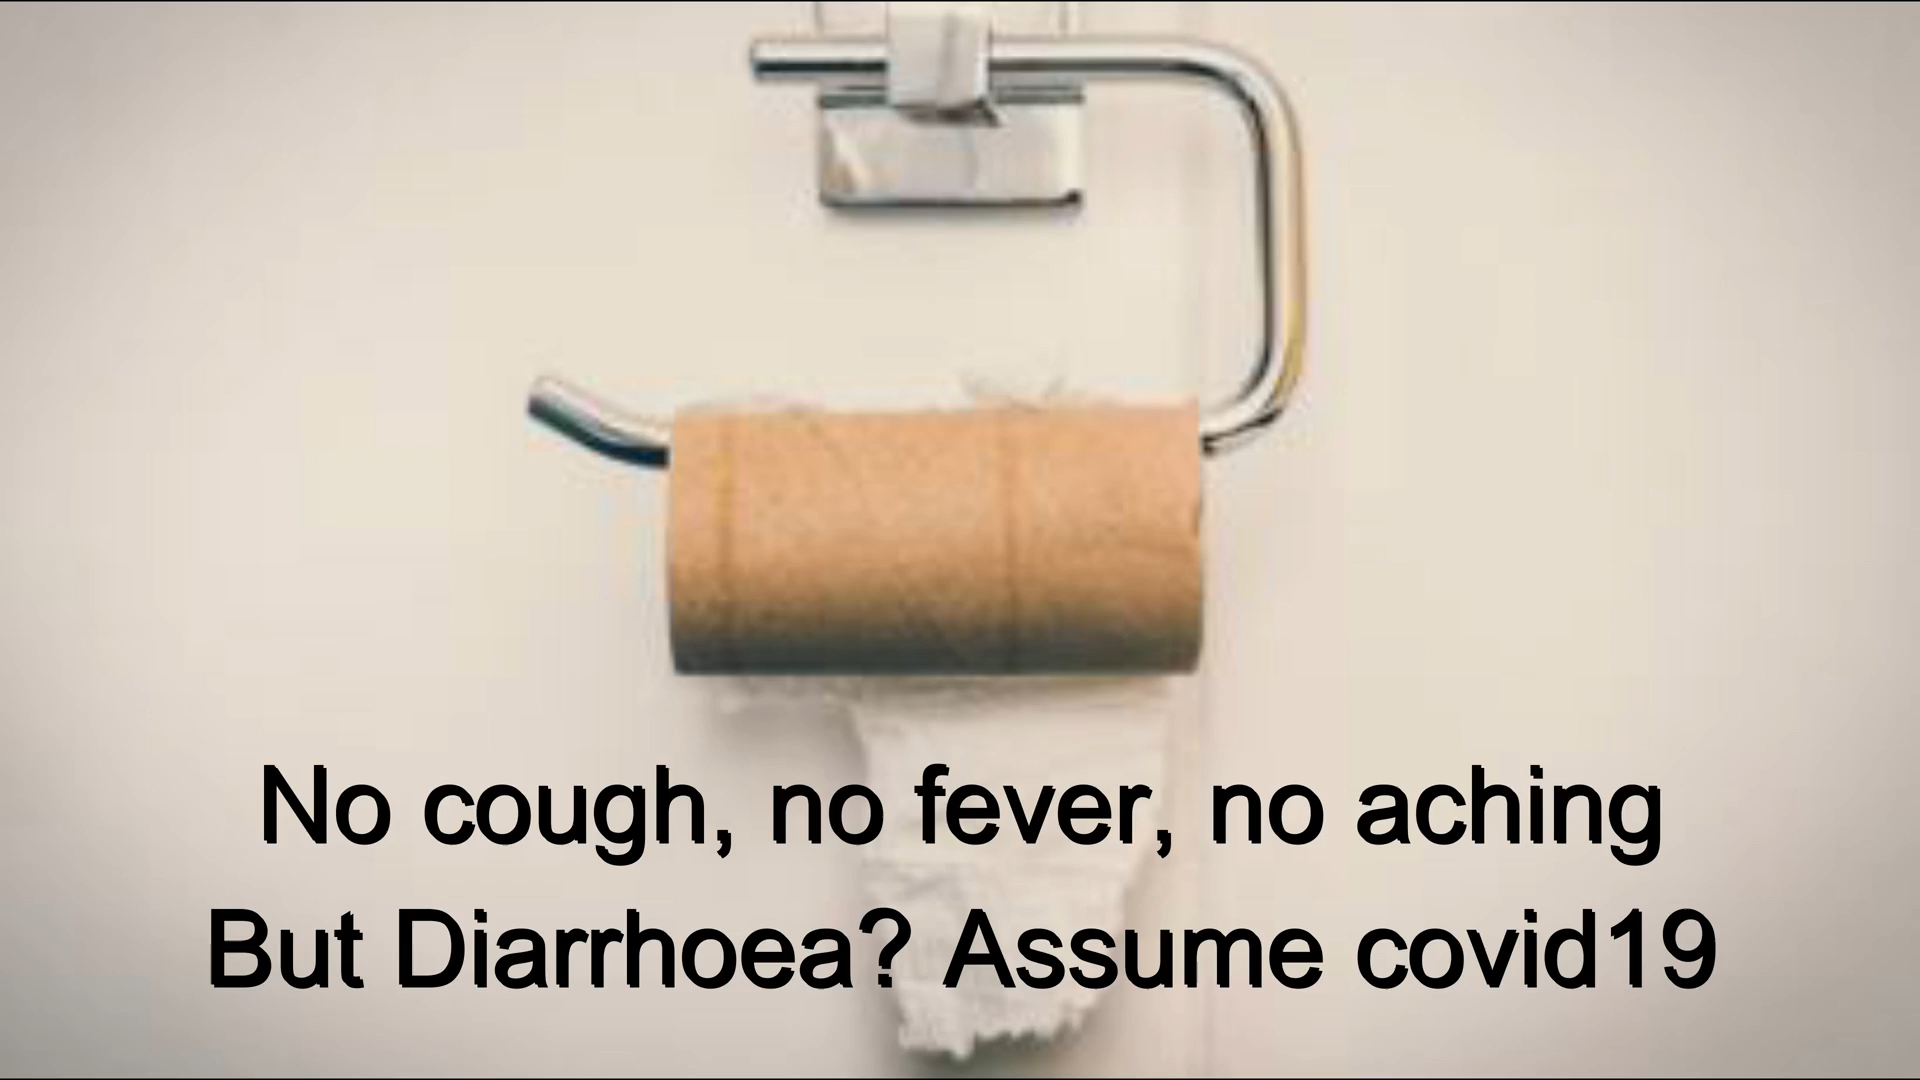 No cough, no fever, no aching
But Diarrhoea? Assume covid19